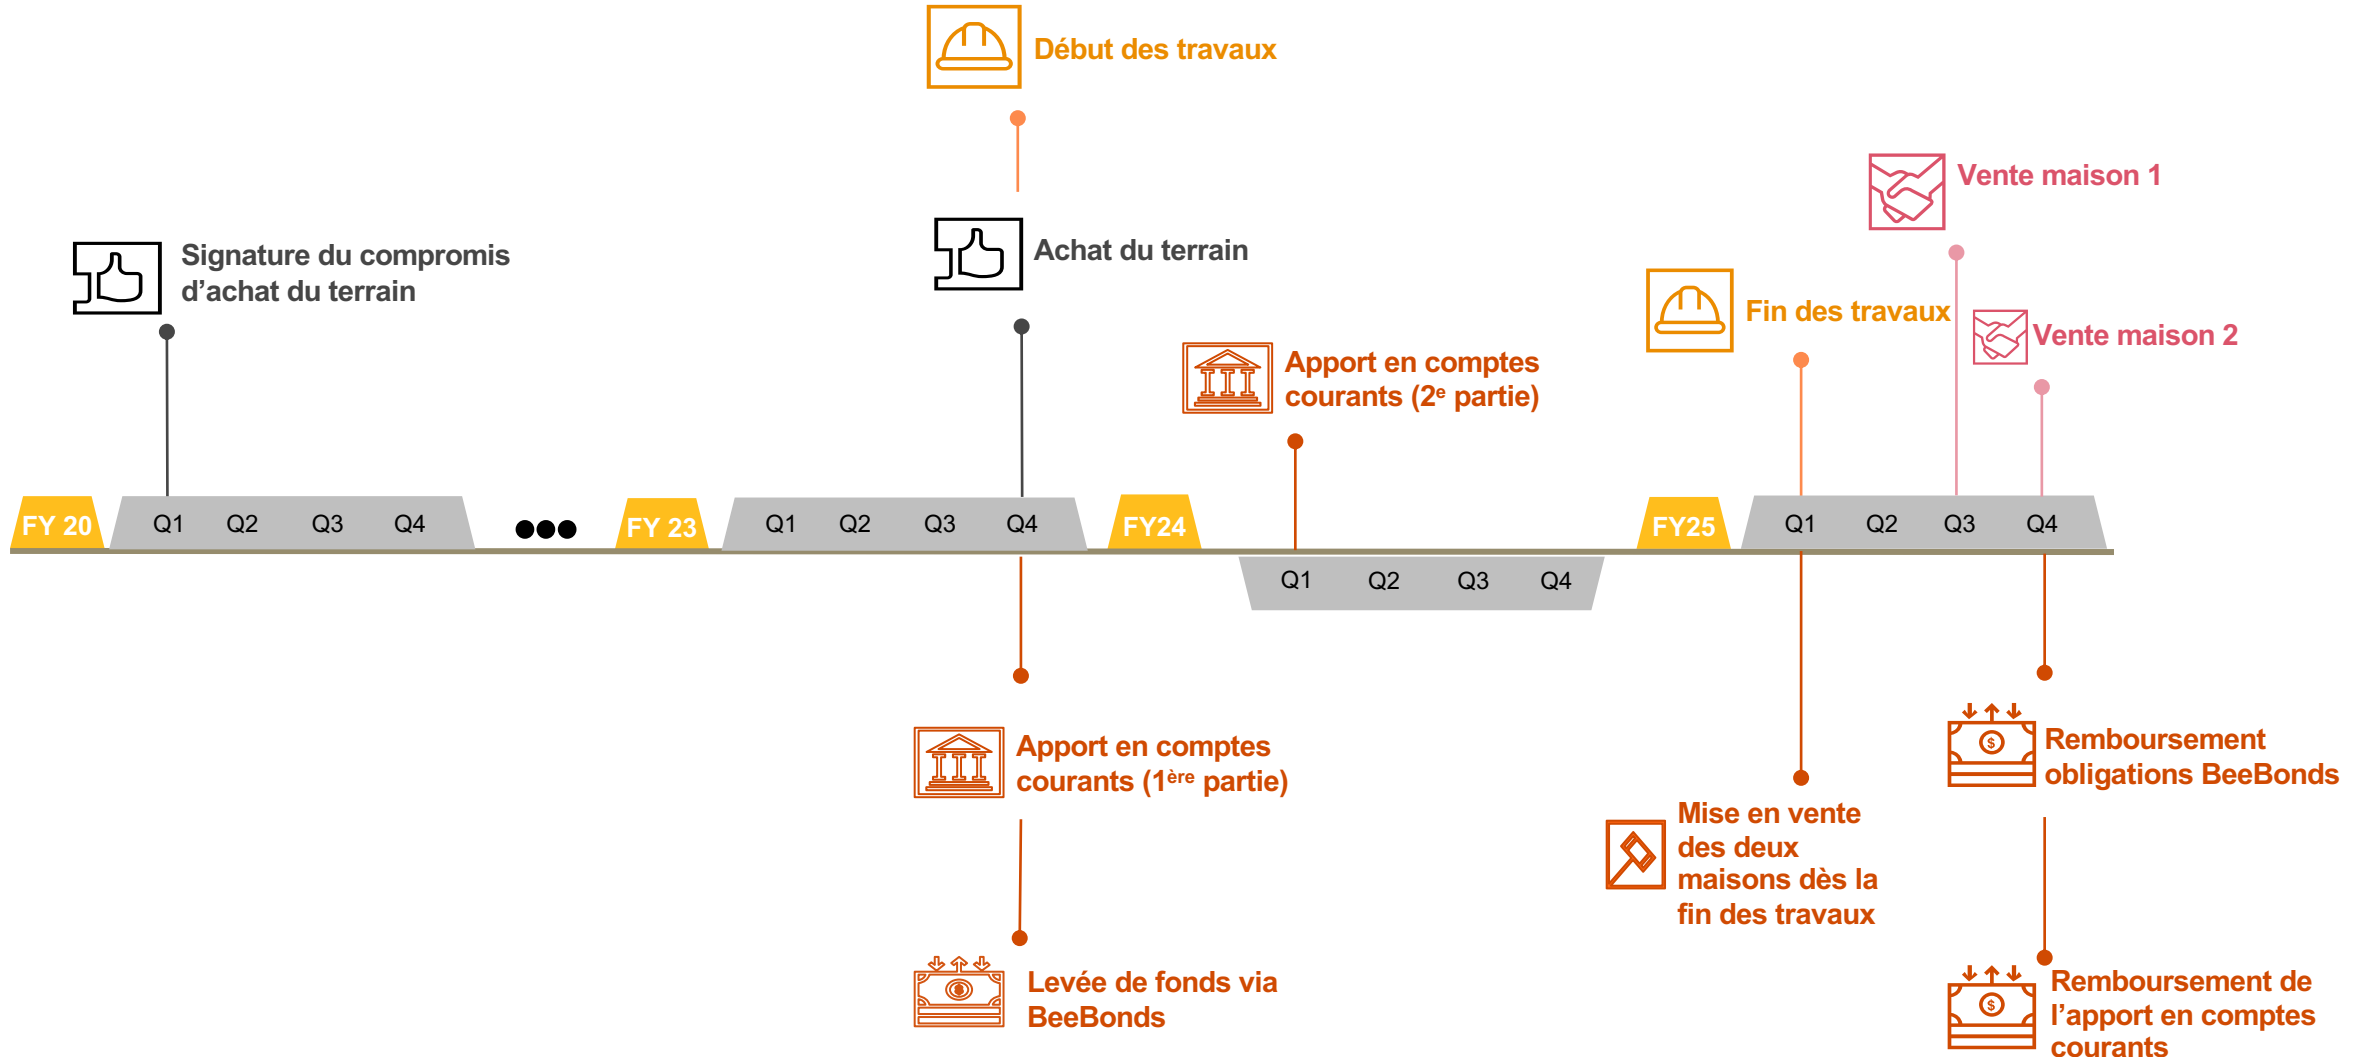 Début des travaux
Vente maison 1
Signature du compromis
d’achat du terrain
Achat du terrain
Fin des travaux
Vente maison 2
Apport en comptes
courants (2e partie)
FY 20 Q1 Q2 Q3 Q4 ●●● FY 23 Q1 Q2 Q3 Q4 FY24 FY25 Q1 Q2 Q3 Q4
Q1 Q2 Q3 Q4
Apport en comptes
courants (1ère partie)
Remboursement
obligations BeeBonds
Mise en vente
des deux
maisons dès la
fin des travaux
Levée de fonds via
BeeBonds
Remboursement de
l’apport en comptes
courants